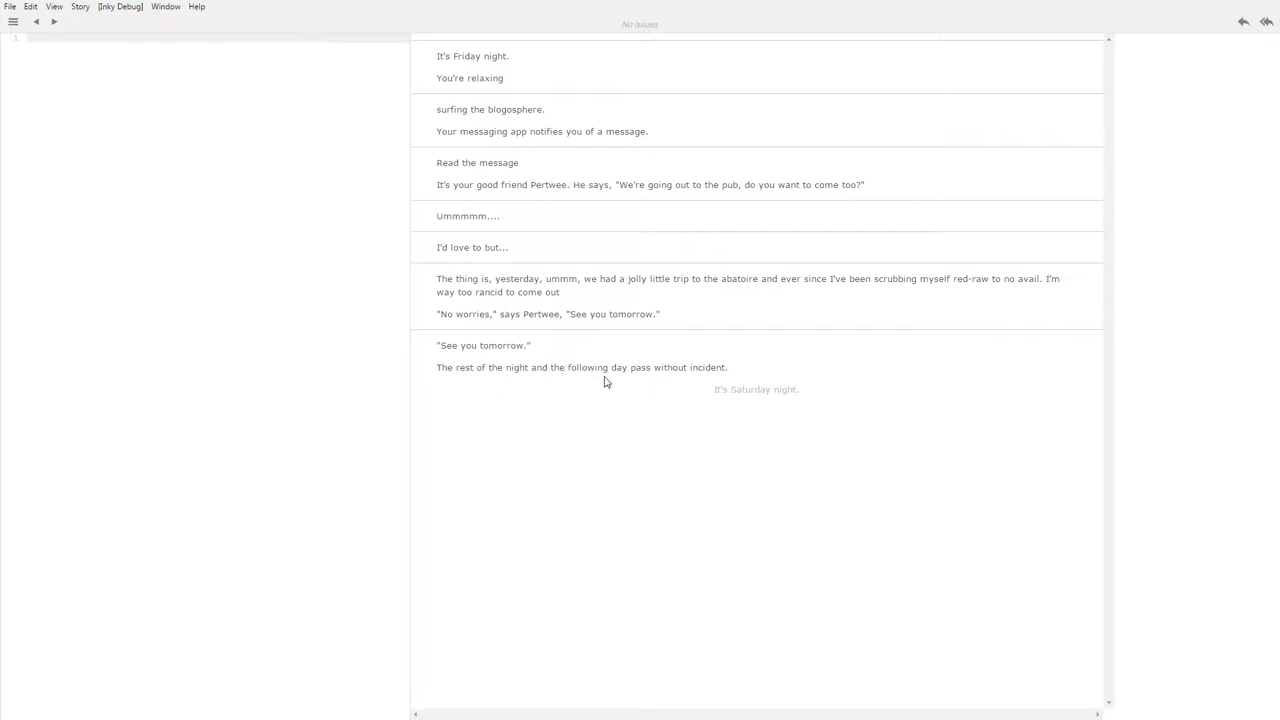 File Edit View Story [Inky Debug] Window Help
No issues
1
It's Friday night.
You're relaxing
surfing the blogosphere.
Your messaging app notifies you of a message.
Read the message
It's your good friend Pertwee. He says, "We're going out to the pub, do you want to come too?"
Ummmmm....
I'd love to but...
The thing is, yesterday, ummm, we had a jolly little trip to the abatoire and ever since I've been scrubbing myself red-raw to no avail. I'm
way too rancid to come out
"No worries," says Pertwee, "See you tomorrow."
"See you tomorrow."
The rest of the night and the following day pass without incident.
It's Saturday night.